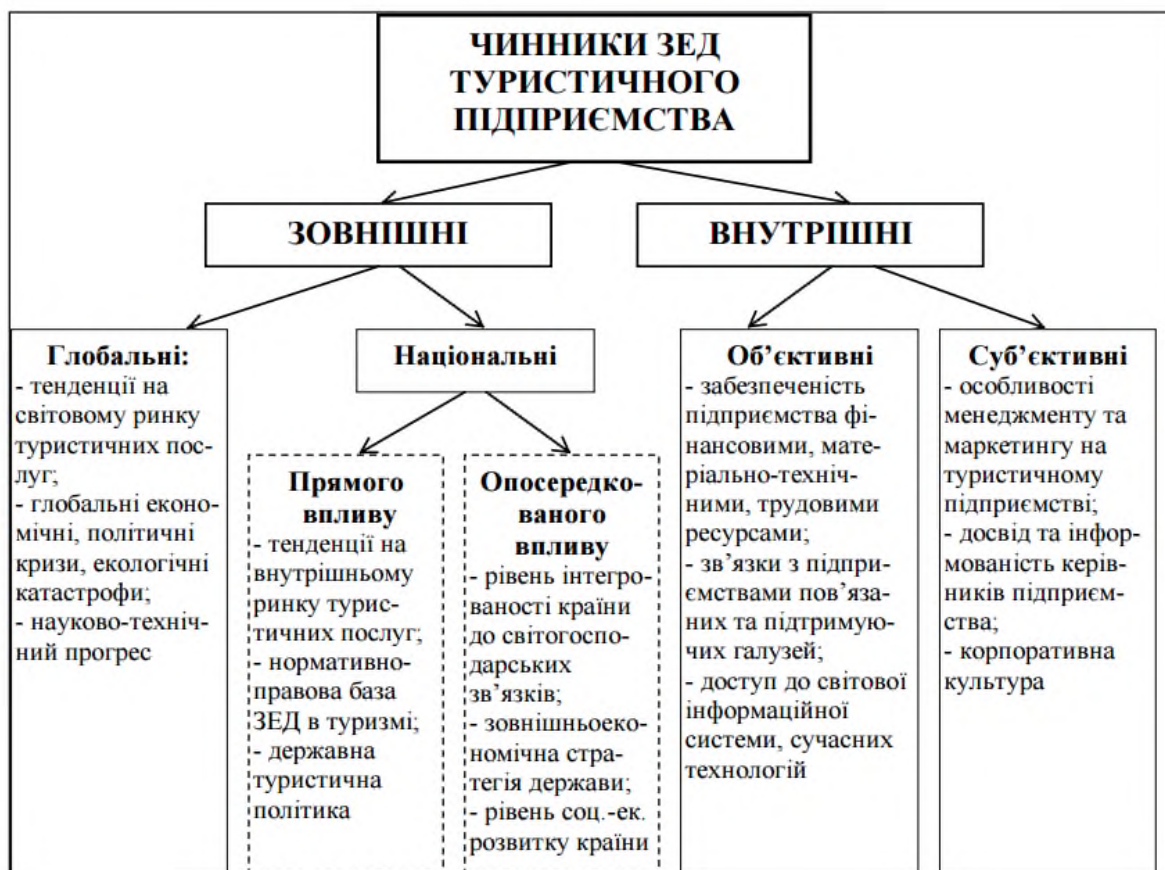 ЧИННИКИ ЗЕД
ТУРИСТИЧНОГО
ПІДПРИЄМСТВА
ЗОВНІШНІ
ВНУТРІШНІ
Глобальні:
- тенденції на
світовому ринку
туристичних пос-
луг;
- глобальні еконо-
мічні, політичні
кризи, екологічні
катастрофи;
- науково-техніч-
ний прогрес
Національні
Прямого
впливу
- тенденції на
внутрішньому
ринку турис-
тичних послуг;
- нормативно-
правова база
ЗЕД в туризмі;
- державна
туристична
політика
Опосередко-
ваного
впливу
- рівень інтегро-
ваності країни
до світогоспо-
дарських
зв’язків;
- зовнішньоеко-
номічна стра-
тегія держави;
- рівень соц.-ек.
розвитку країни
Об’єктивні
- забезпеченість
підприємства фі-
нансовими, мате-
ріально-техніч-
ними, трудовими
ресурсами;
- зв’язки з підпри-
ємствами пов’яза-
них та підтримую-
чих галузей;
- доступ до світової
інформаційної
системи, сучасних
технологій
Суб’єктивні
- особливості
менеджменту та
маркетингу на
туристичному
підприємстві;
- досвід та інфор-
мованість керів-
ників підприєм-
ства;
- корпоративна
культура